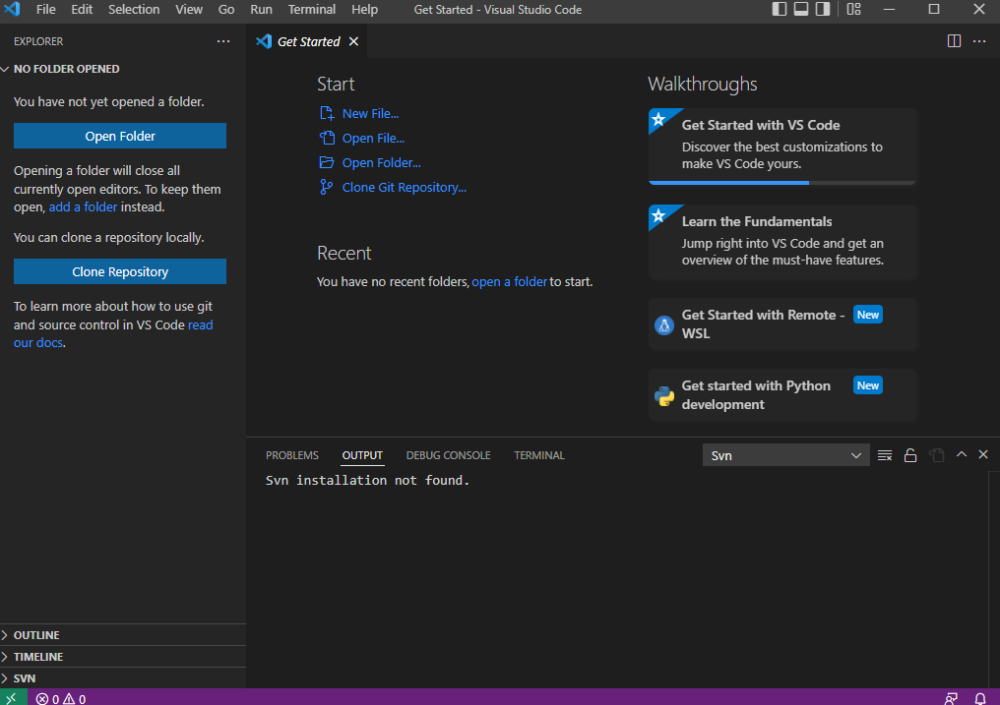 File Edit Selection View Go Run Terminal Help Get Started - Visual Studio Code
EXPLORER
NO FOLDER OPENED
You have not yet opened a folder.
Open Folder
Opening a folder will close all
currently open editors. To keep them
open, add a folder instead.
You can clone a repository locally.
Clone Repository
To learn more about how to use git
and source control in VS Code read
our docs.
OUTLINE
TIMELINE
SVN
Get Started
Start
New File...
Open File...
Open Folder...
Clone Git Repository...
Recent
You have no recent folders, open a folder to start.
Walkthroughs
Get Started with VS Code
Discover the best customizations to
make VS Code yours.
Learn the Fundamentals
Jump right into VS Code and get an
overview of the must-have features.
Get Started with Remote - New
WSL
Get started with Python New
development
PROBLEMS OUTPUT DEBUG CONSOLE TERMINAL Svn
Svn installation not found.
0 0